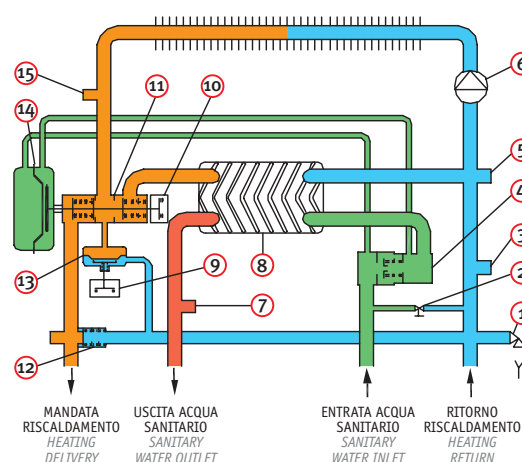 15
14
11
10
6
5
4
3
2
1
13
9
8
7
12
MANDATA
RISCALDAMENTO
HEATING
DELIVERY
USCITA ACQUA
SANITARIO
SANITARY
WATER OUTLET
ENTRATA ACQUA
SANITARIO
SANITARY
WATER INLET
RITORNO
RISCALDAMENTO
HEATING
RETURN